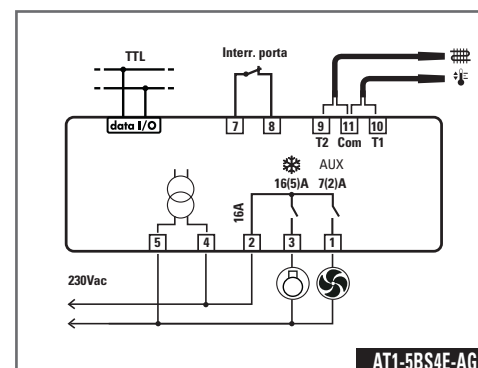 TTL
Interr. porta
data I/O
7 8 9 11 10
T2 Com T1
AUX
16(5)A 7(2)A
16A
5 4 2 3 1
230Vac
AT1-5BS4E-AG